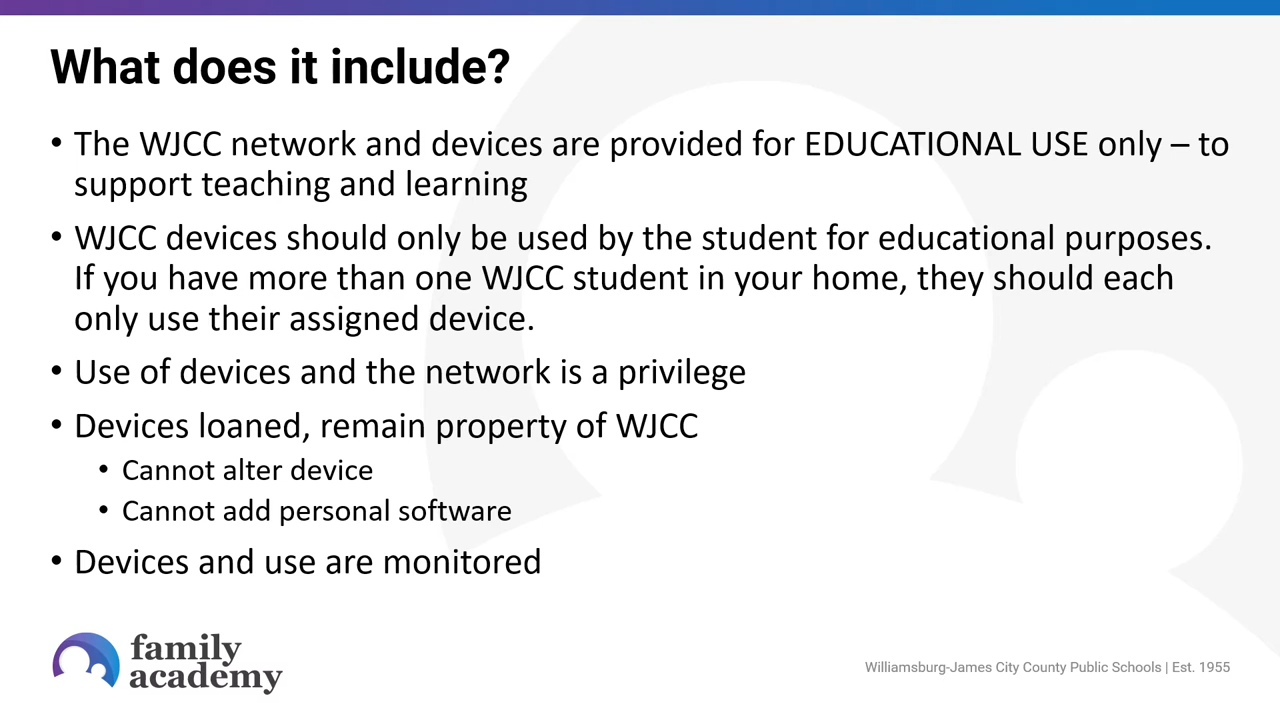 What does it include?
• The WJCC network and devices are provided for EDUCATIONAL USE only – to
support teaching and learning
• WJCC devices should only be used by the student for educational purposes.
If you have more than one WJCC student in your home, they should each
only use their assigned device.
• Use of devices and the network is a privilege
• Devices loaned, remain property of WJCC
• Cannot alter device
• Cannot add personal software
• Devices and use are monitored
family
academy
Williamsburg-James City County Public Schools | Est. 1955